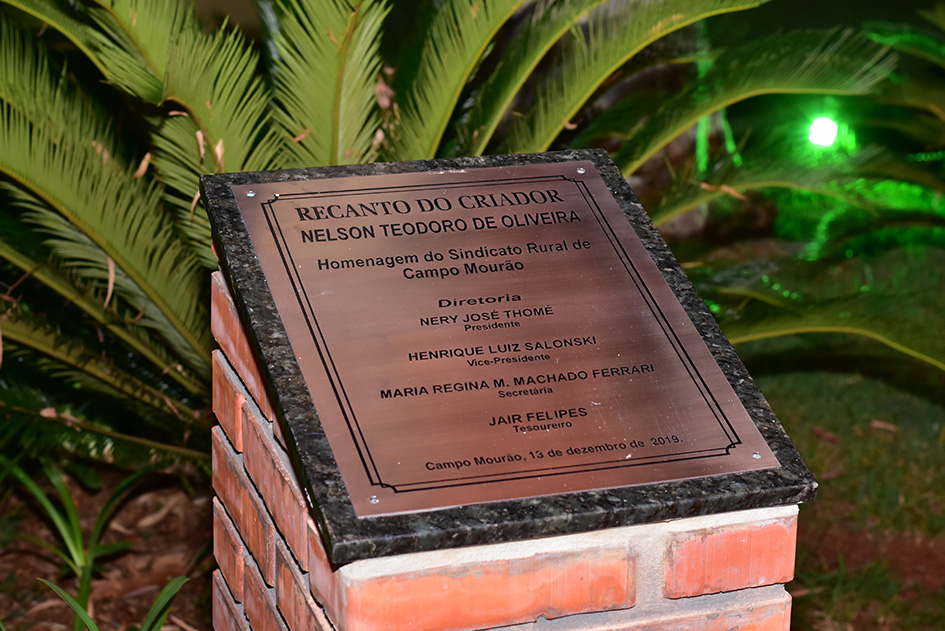 RECANTO DO CRIADOR
NELSON TEODORO DE OLIVEIRA
Homenagem do Sindicato Rural de
Campo Mourão
Diretoria
NERY JOSÉ THOMÉ
Presidente
HENRIQUE LUIZ SALONSKI
Vice-Presidente
MARIA REGINA M. MACHADO FERRARI
Secretária
JAIR FELIPES
Tesoureiro
Campo Mourão, 13 de dezembro de 2019.